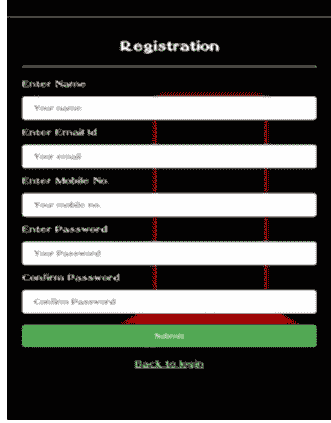 Registration
Enter Name
Your name
Enter Email Id
Your email
Enter Mobile No.
Your mobile no.
Enter Password
Your Password
Confirm Password
Confirm Password
Submit
Back to login